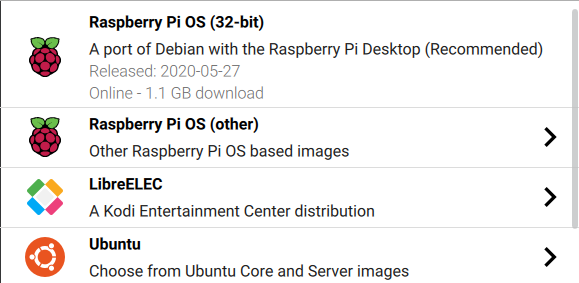 Raspberry Pi OS (32-bit)
A port of Debian with the Raspberry Pi Desktop (Recommended)
Released: 2020-05-27
Online - 1.1 GB download
Raspberry Pi OS (other)
Other Raspberry Pi OS based images
LibreELEC
A Kodi Entertainment Center distribution
Ubuntu
Choose from Ubuntu Core and Server images